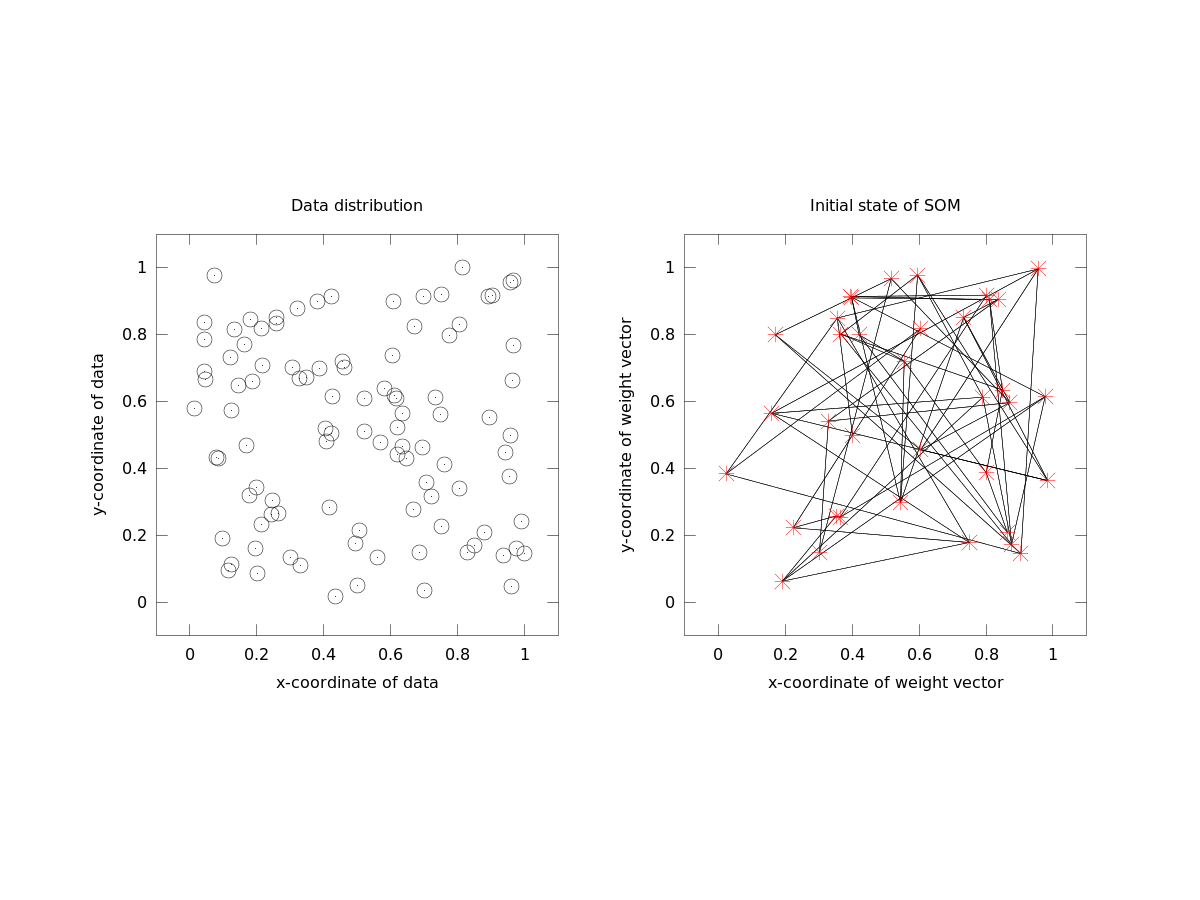 Data distribution
y-coordinate of data
1
0.8
0.6
0.4
0.2
0
0 0.2 0.4 0.6 0.8 1
x-coordinate of data
Initial state of SOM
y-coordinate of weight vector
1
0.8
0.6
0.4
0.2
0
0 0.2 0.4 0.6 0.8 1
x-coordinate of weight vector